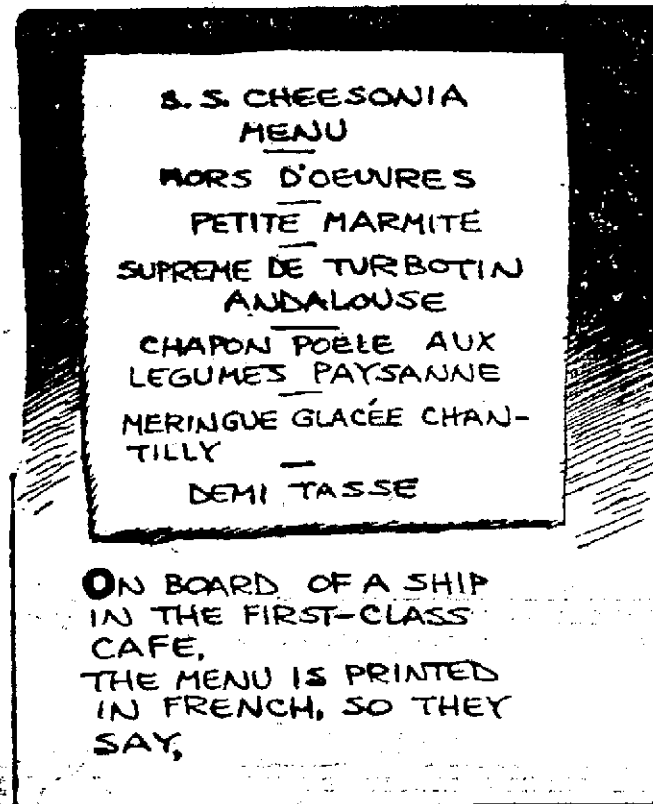 S. S. CHEESONIA
MENU
HORS D'OEUVRES
PETITE MARMITE
SUPREME DE TURBOTIN
ANDALOUSE
CHAPON POELE AUX
LEGUMES PAYSANNE
MERINGUE GLACÉE CHAN-
TILLY
DEMI TASSE
ON BOARD OF A SHIP
IN THE FIRST-CLASS
CAFE,
THE MENU IS PRINTED
IN FRENCH, SO THEY
SAY,